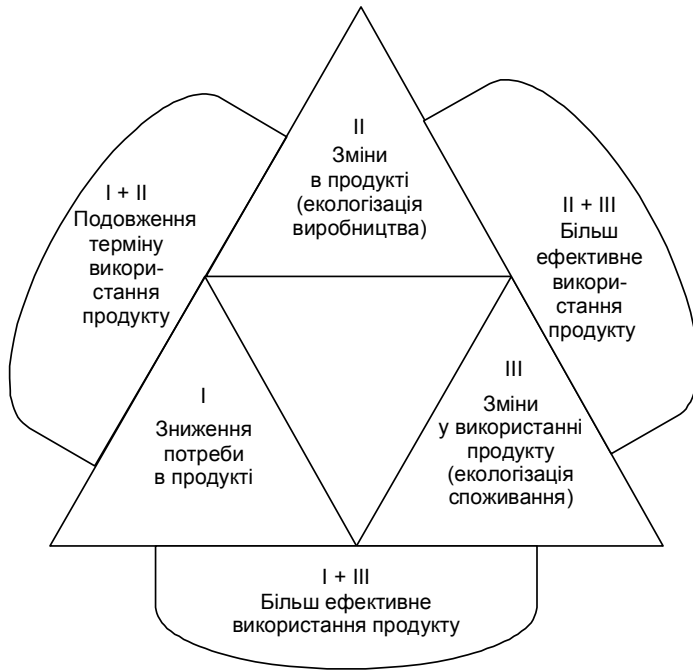 II
Зміни
в продукті
(екологізація
виробництва)
I + II
Подовження
терміну
викори-
стання
продукту
II + III
Більш
ефективне
викори-
стання
продукту
I
Зниження
потреби
в продукті
III
Зміни
у використанні
продукту
(екологізація
споживання)
I + III
Більш ефективне
використання продукту